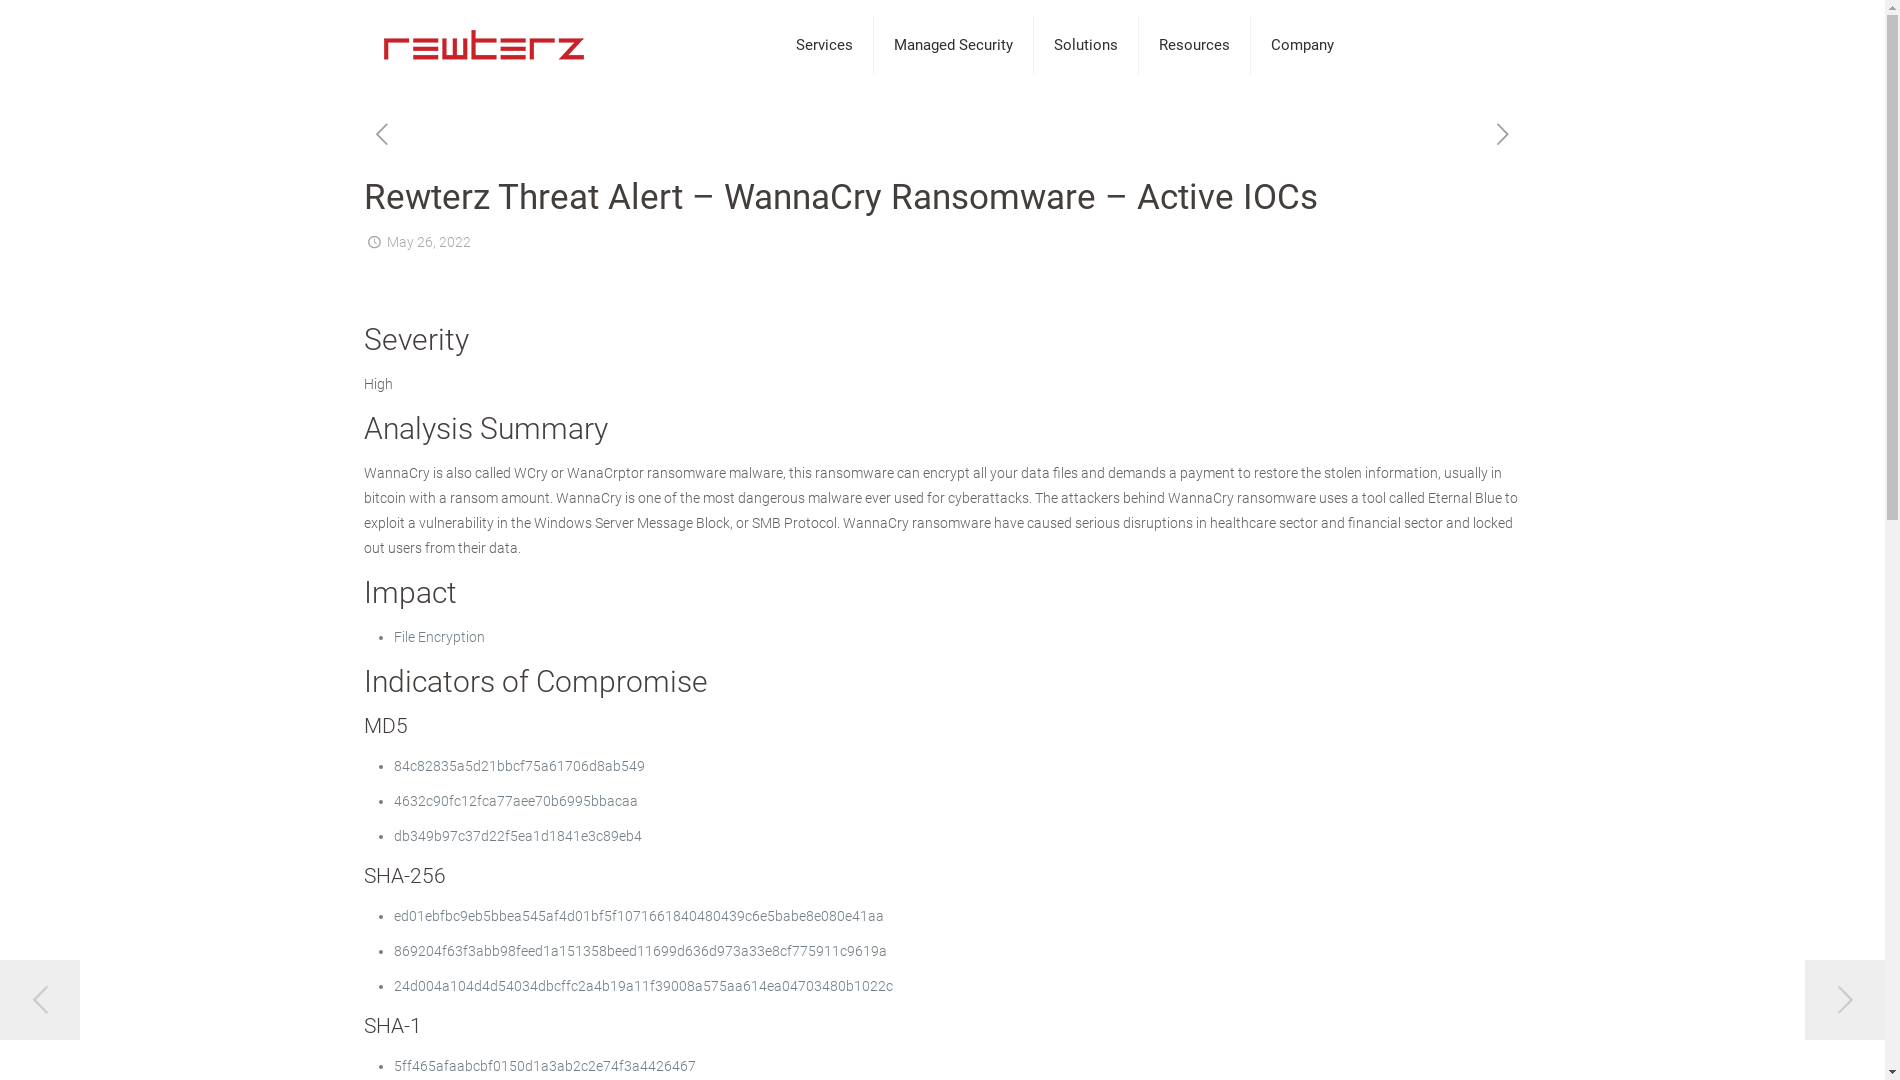 rewterz
Services
Managed Security
Solutions
Resources
Company
Rewterz Threat Alert – WannaCry Ransomware – Active IOCs
May 26, 2022
Severity
High
Analysis Summary
WannaCry is also called WCry or WanaCrptor ransomware malware, this ransomware can encrypt all your data files and demands a payment to restore the stolen information, usually in
bitcoin with a ransom amount. WannaCry is one of the most dangerous malware ever used for cyberattacks. The attackers behind WannaCry ransomware uses a tool called Eternal Blue to
exploit a vulnerability in the Windows Server Message Block, or SMB Protocol. WannaCry ransomware have caused serious disruptions in healthcare sector and financial sector and locked
out users from their data.
Impact
• File Encryption
Indicators of Compromise
MD5
• 84c82835a5d21bbcf75a61706d8ab549
• 4632c90fc12fca77aee70b6995bbacaa
• db349b97c37d22f5ea1d1841e3c89eb4
SHA-256
• ed01ebfbc9eb5bbea545af4d01bf5f1071661840480439c6e5babe8e080e41aa
• 869204f63f3abb98feed1a151358beed11699d636d973a33e8cf775911c9619a
• 24d004a104d4d54034dbcffc2a4b19a11f39008a575aa614ea04703480b1022c
SHA-1
• 5ff465afaabcbf0150d1a3ab2c2e74f3a4426467